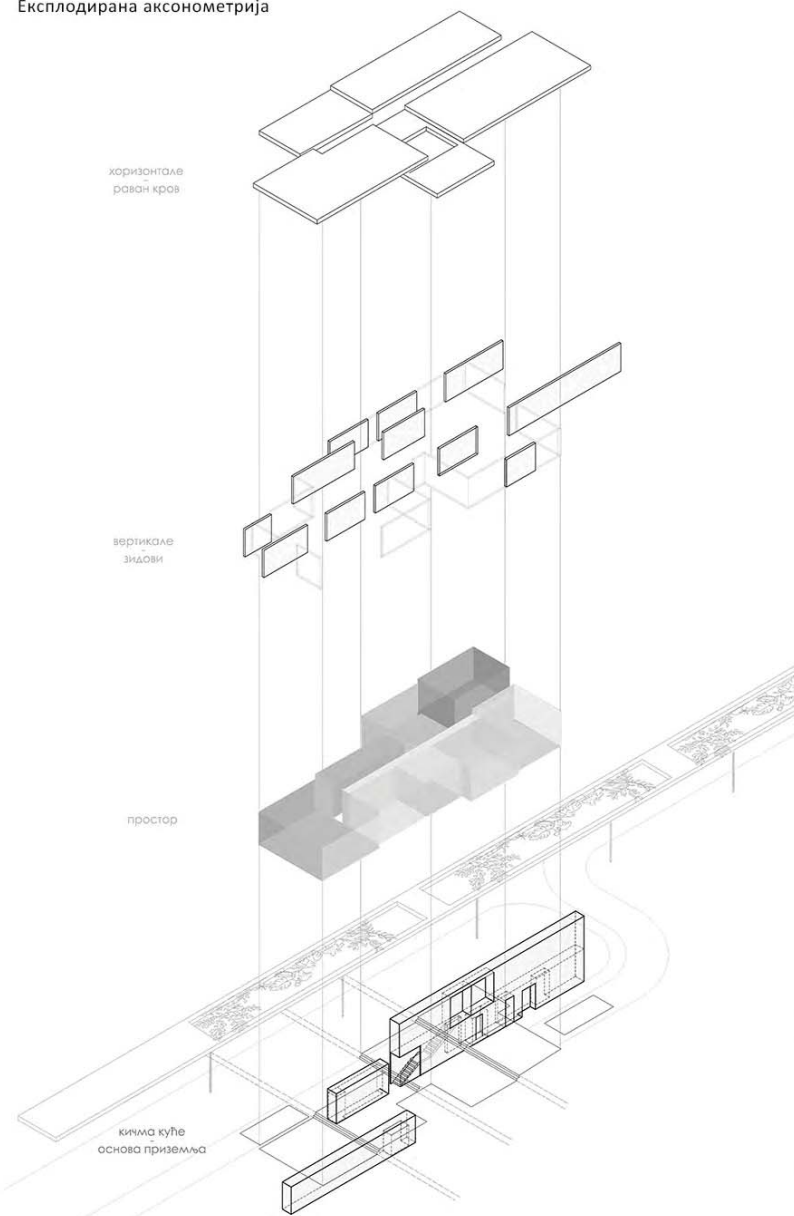 Експлодирана аксонометрија
хоризонтале
-
раван кров
вертикале
-
зидови
простор
кичма куће
-
основа приземља